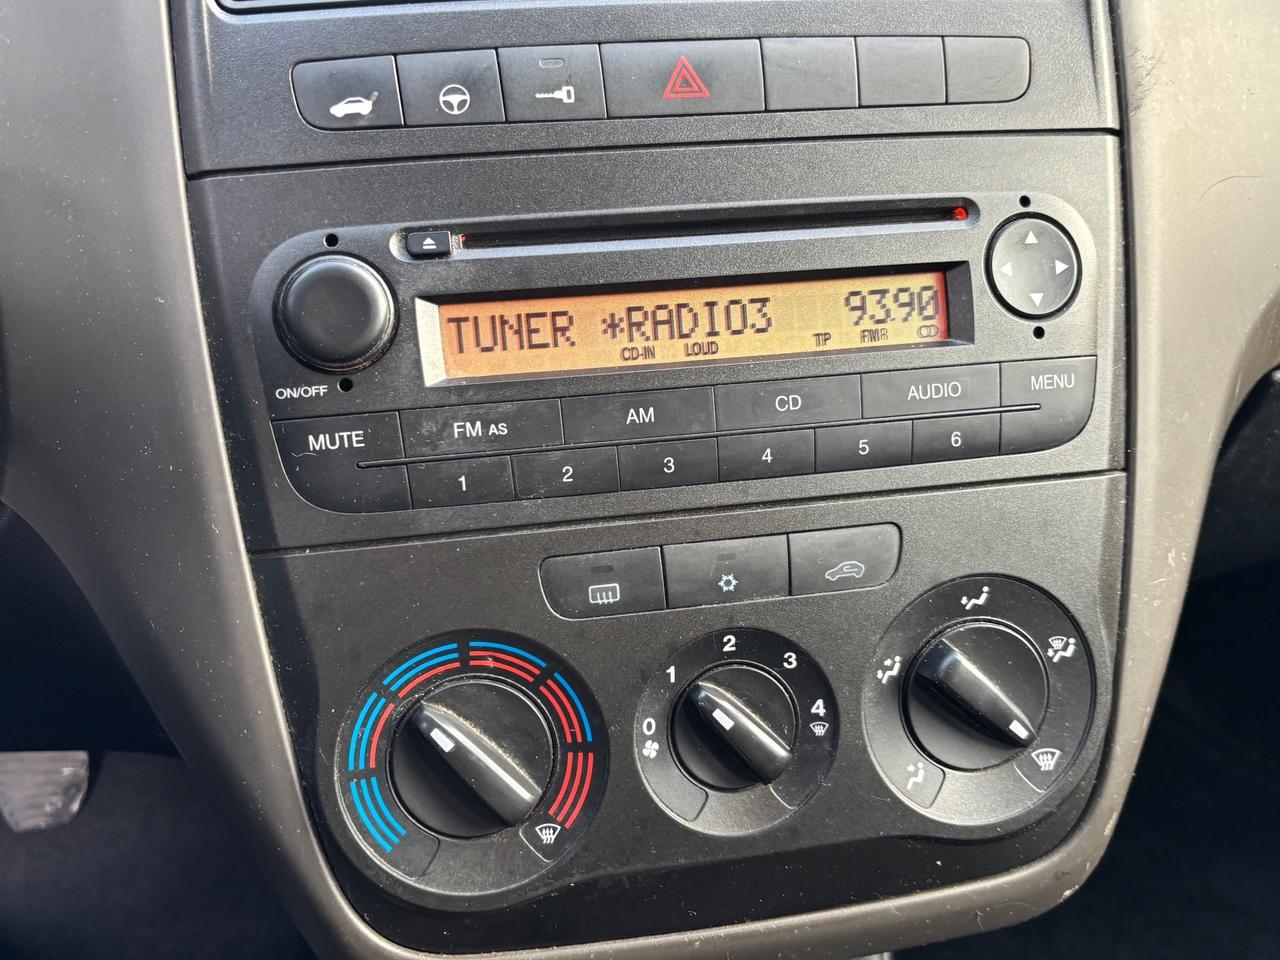 TUNER *RADIO3 93.90
CD-IN LOUD TP
ON/OFF
MUTE FM AS AM CD AUDIO MENU
1 2 3 4 5 6
0 1 2 3 4